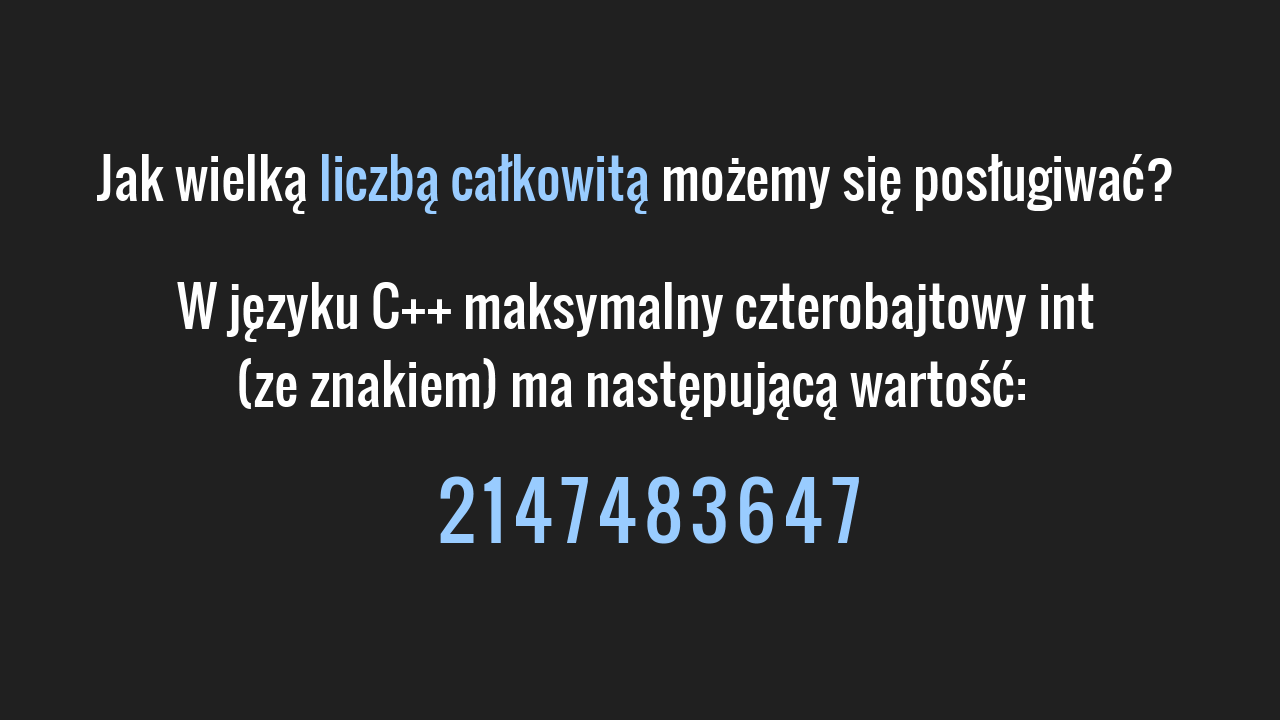 Jak wielką liczbą całkowitą możemy się posługiwać?
W języku C++ maksymalny czterobajtowy int
(ze znakiem) ma następującą wartość:
2147483647